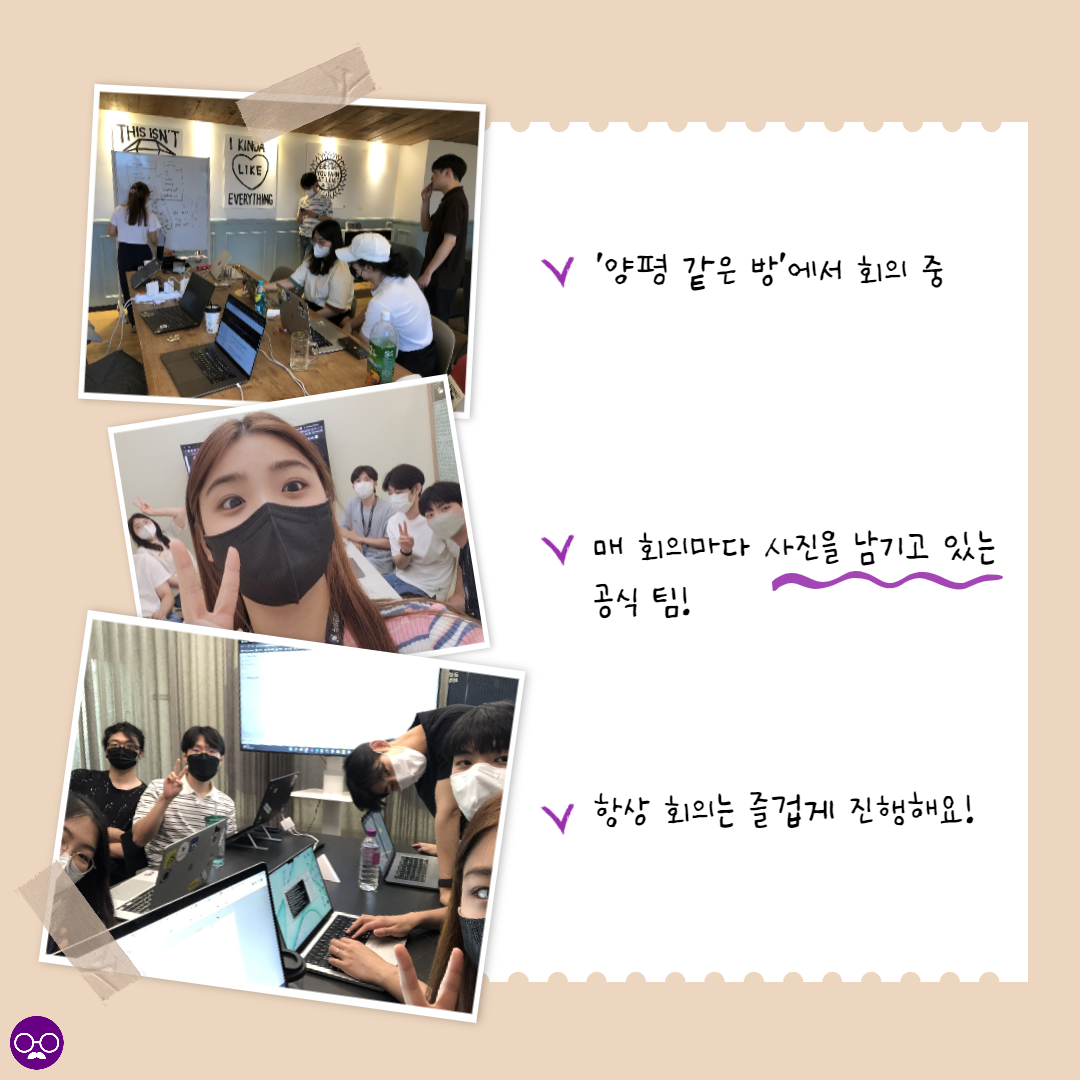 THIS ISN'T
I KINDA
LIKE
EVERYTHING
'양평 같은 방'에서 회의 중
매 회의마다 사진을 남기고 있는
공식 팀!
항상 회의는 즐겁게 진행해요!